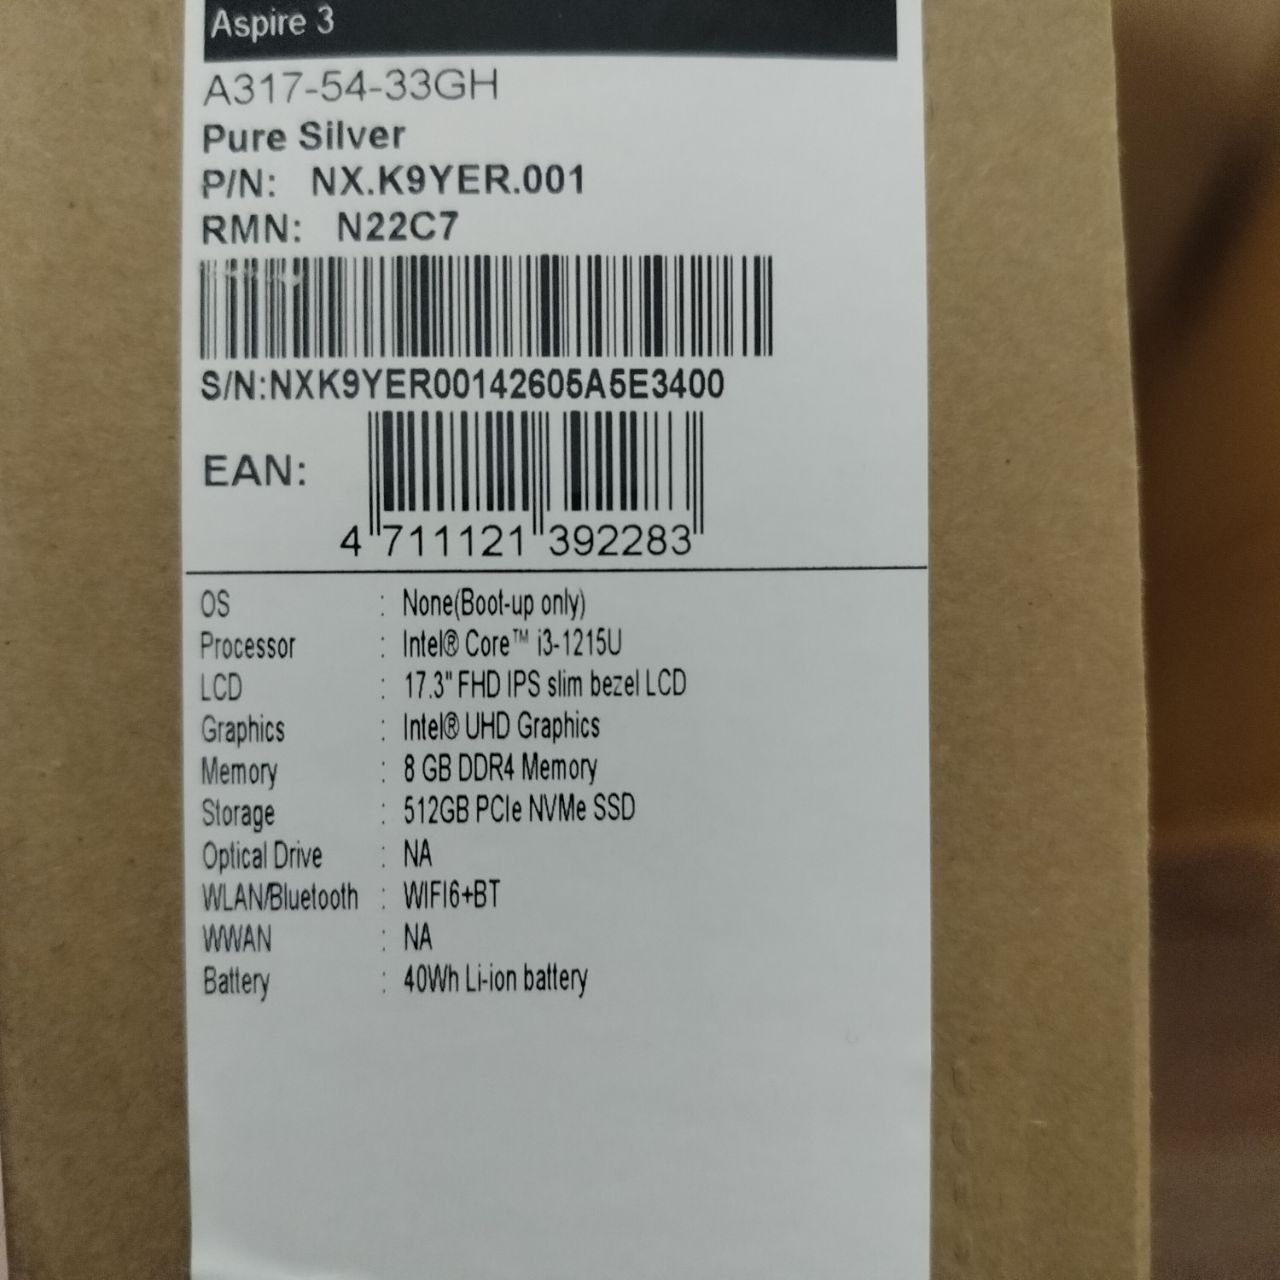 Aspire 3
A317-54-33GH
Pure Silver
P/N: NX.K9YER.001
RMN: N22C7
S/N:NXK9YER00142605A5E3400
EAN:
4 711121 392283
OS : None(Boot-up only)
Processor : Intel® Core™ i3-1215U
LCD : 17.3" FHD IPS slim bezel LCD
Graphics : Intel® UHD Graphics
Memory : 8 GB DDR4 Memory
Storage : 512GB PCIe NVMe SSD
Optical Drive : NA
WLAN/Bluetooth : WIFI6+BT
WWAN : NA
Battery : 40Wh Li-ion battery